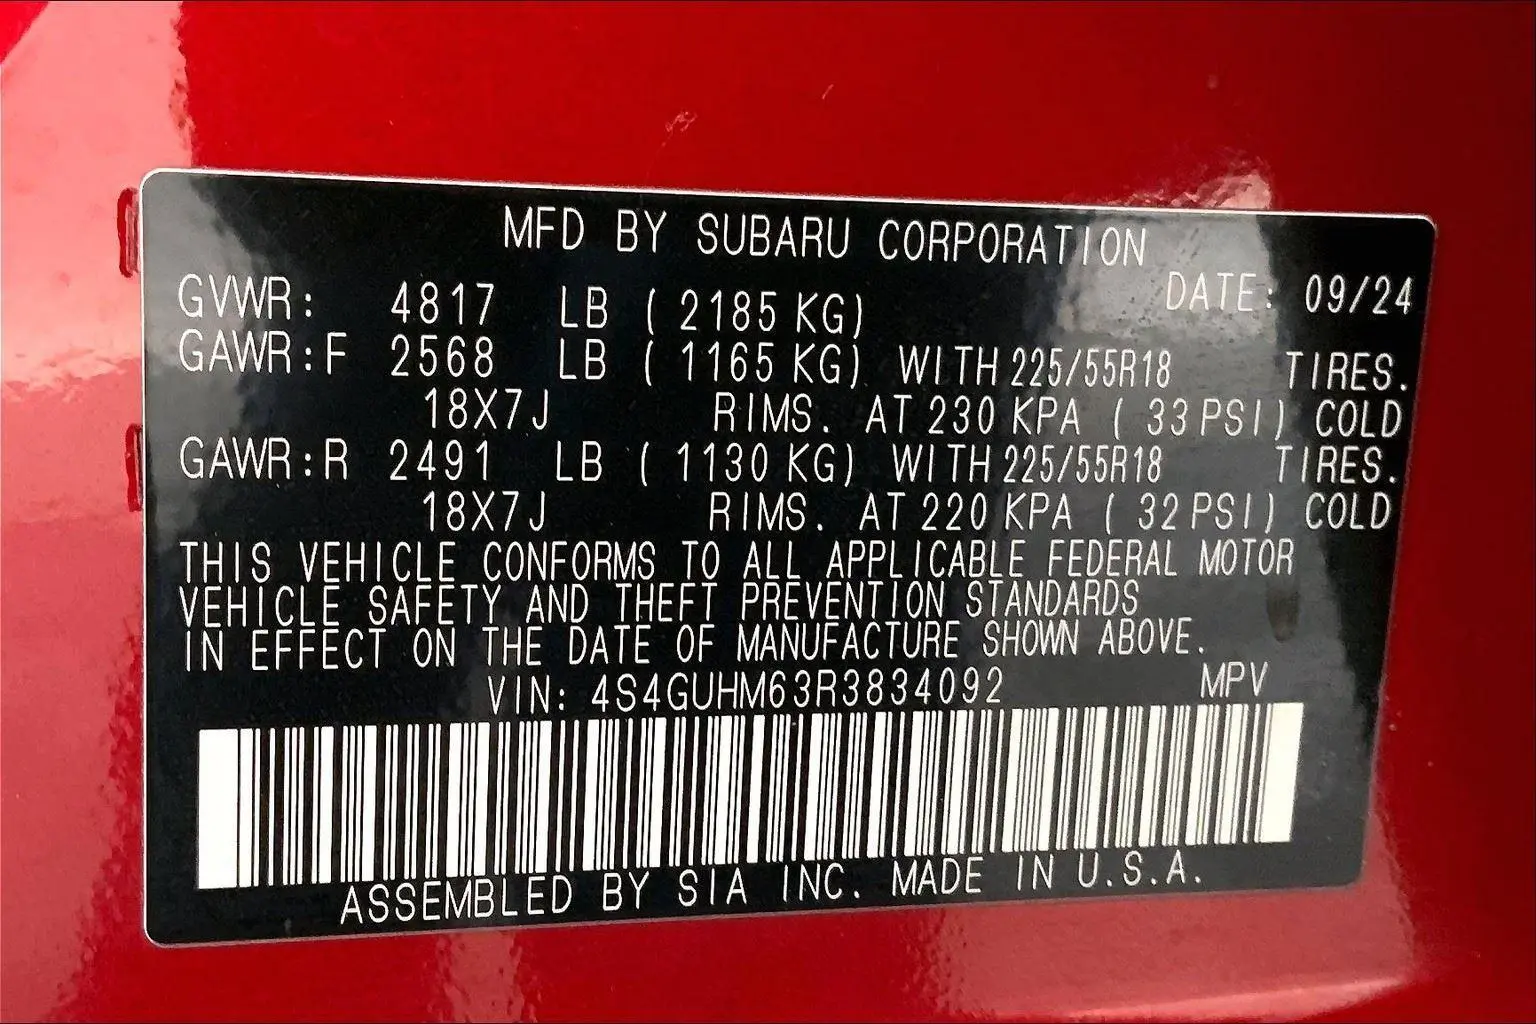 MFD BY SUBARU CORPORATION
DATE: 09/24
GVWR: 4817 LB ( 2185 KG)
GAWR:F 2568 LB ( 1165 KG) WITH 225/55R18 TIRES.
18X7J RIMS. AT 230 KPA ( 33 PSI) COLD
GAWR:R 2491 LB ( 1130 KG) WITH 225/55R18 TIRES.
18X7J RIMS. AT 220 KPA ( 32 PSI) COLD
THIS VEHICLE CONFORMS TO ALL APPLICABLE FEDERAL MOTOR
VEHICLE SAFETY AND THEFT PREVENTION STANDARDS
IN EFFECT ON THE DATE OF MANUFACTURE SHOWN ABOVE.
VIN: 4S4GUHM63R3834092 MPV
ASSEMBLED BY SIA INC. MADE IN U.S.A.